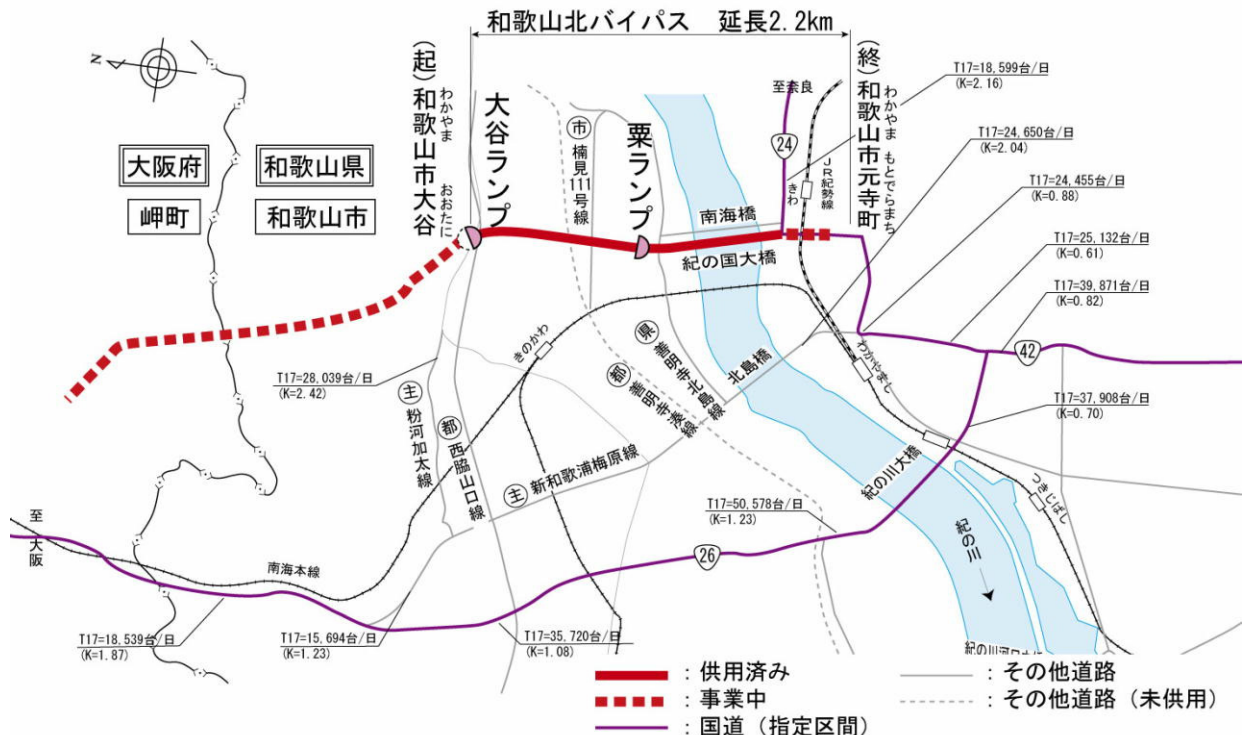 和歌山北バイパス　延長2.2km
(起)和歌山市大谷
わかやま おおたに
大谷ランプ
粟ランプ
(終)和歌山市元寺町
わかやま もとでらまち
N
大阪府
和歌山県
岬町
和歌山市
市 楠見111号線
至奈良
24
きわ
JR紀勢線
南海橋
紀の国大橋
T17=18,599台/日
(K=2.16)
T17=24,650台/日
(K=2.04)
T17=24,455台/日
(K=0.88)
T17=25,132台/日
(K=0.61)
T17=39,871台/日
(K=0.82)
42
T17=37,908台/日
(K=0.70)
T17=28,039台/日
(K=2.42)
きのかわ
主 粉河加太線
都 西脇山口線
主 新和歌浦梅原線
県 善明寺北島線
都 善明寺湊線
北島橋
わかやまし
紀の川大橋
つきじばし
紀の川
T17=50,578台/日
(K=1.23)
26
至大阪
南海本線
T17=18,539台/日
(K=1.87)
T17=15,694台/日
(K=1.23)
T17=35,720台/日
(K=1.08)
：供用済み
：事業中
：国道（指定区間）
：その他道路
：その他道路（未供用）